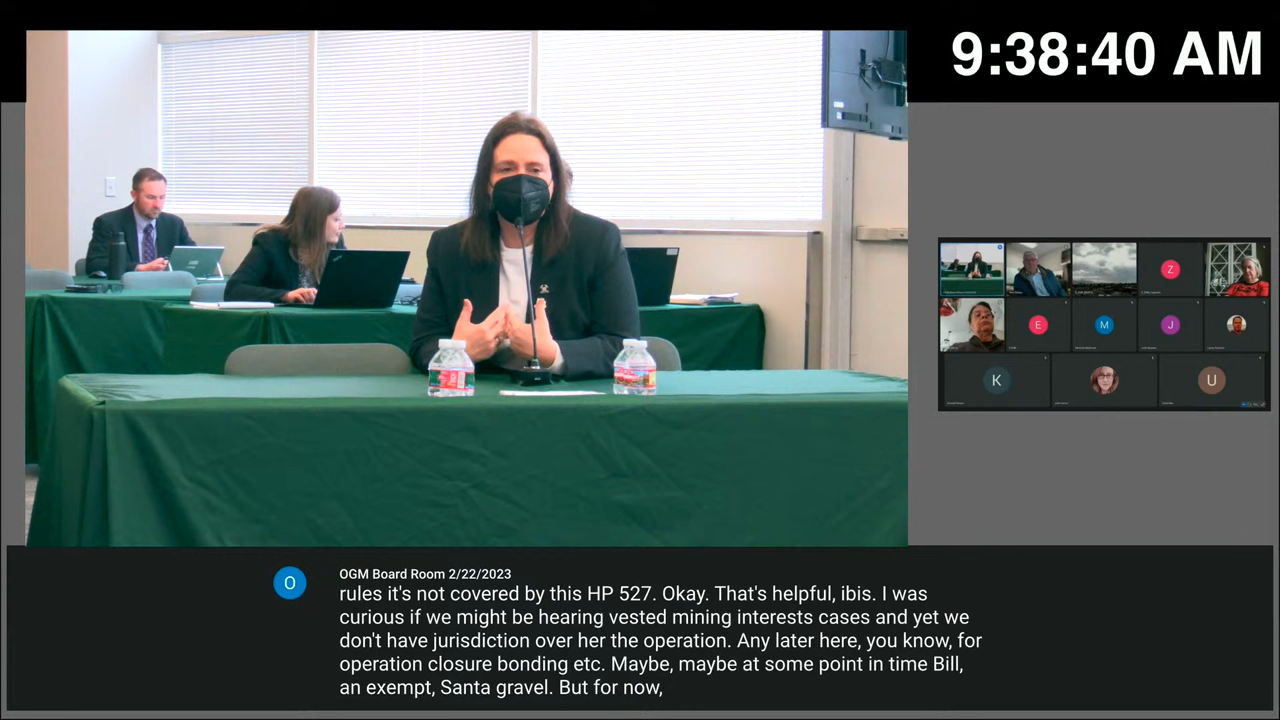 9:38:40 AM
Z
E
M
J
K
U
O
OGM Board Room 2/22/2023
rules it's not covered by this HP 527. Okay. That's helpful, ibis. I was
curious if we might be hearing vested mining interests cases and yet we
don't have jurisdiction over her the operation. Any later here, you know, for
operation closure bonding etc. Maybe, maybe at some point in time Bill,
an exempt, Santa gravel. But for now,